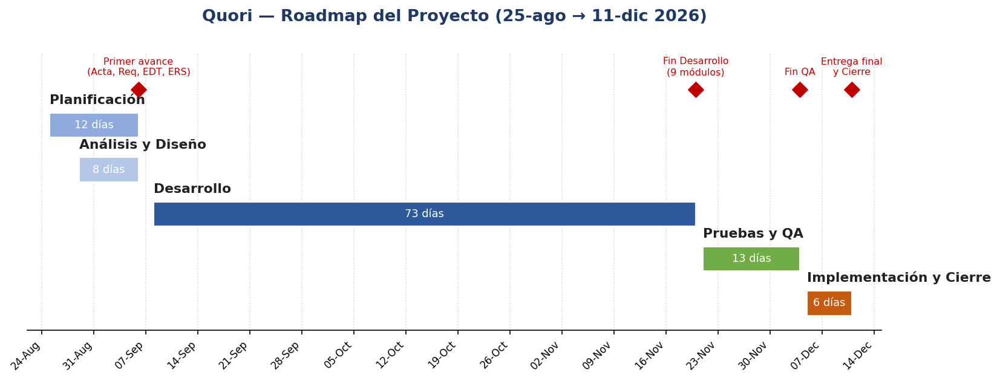 Quori — Roadmap del Proyecto (25-ago → 11-dic 2026)
Primer avance
(Acta, Req, EDT, ERS)
Fin Desarrollo
(9 módulos)
Fin QA
Entrega final
y Cierre
Planificación
12 días
Análisis y Diseño
8 días
Desarrollo
73 días
Pruebas y QA
13 días
Implementación y Cierre
6 días
24-Aug
31-Aug
07-Sep
14-Sep
21-Sep
28-Sep
05-Oct
12-Oct
19-Oct
26-Oct
02-Nov
09-Nov
16-Nov
23-Nov
30-Nov
07-Dec
14-Dec